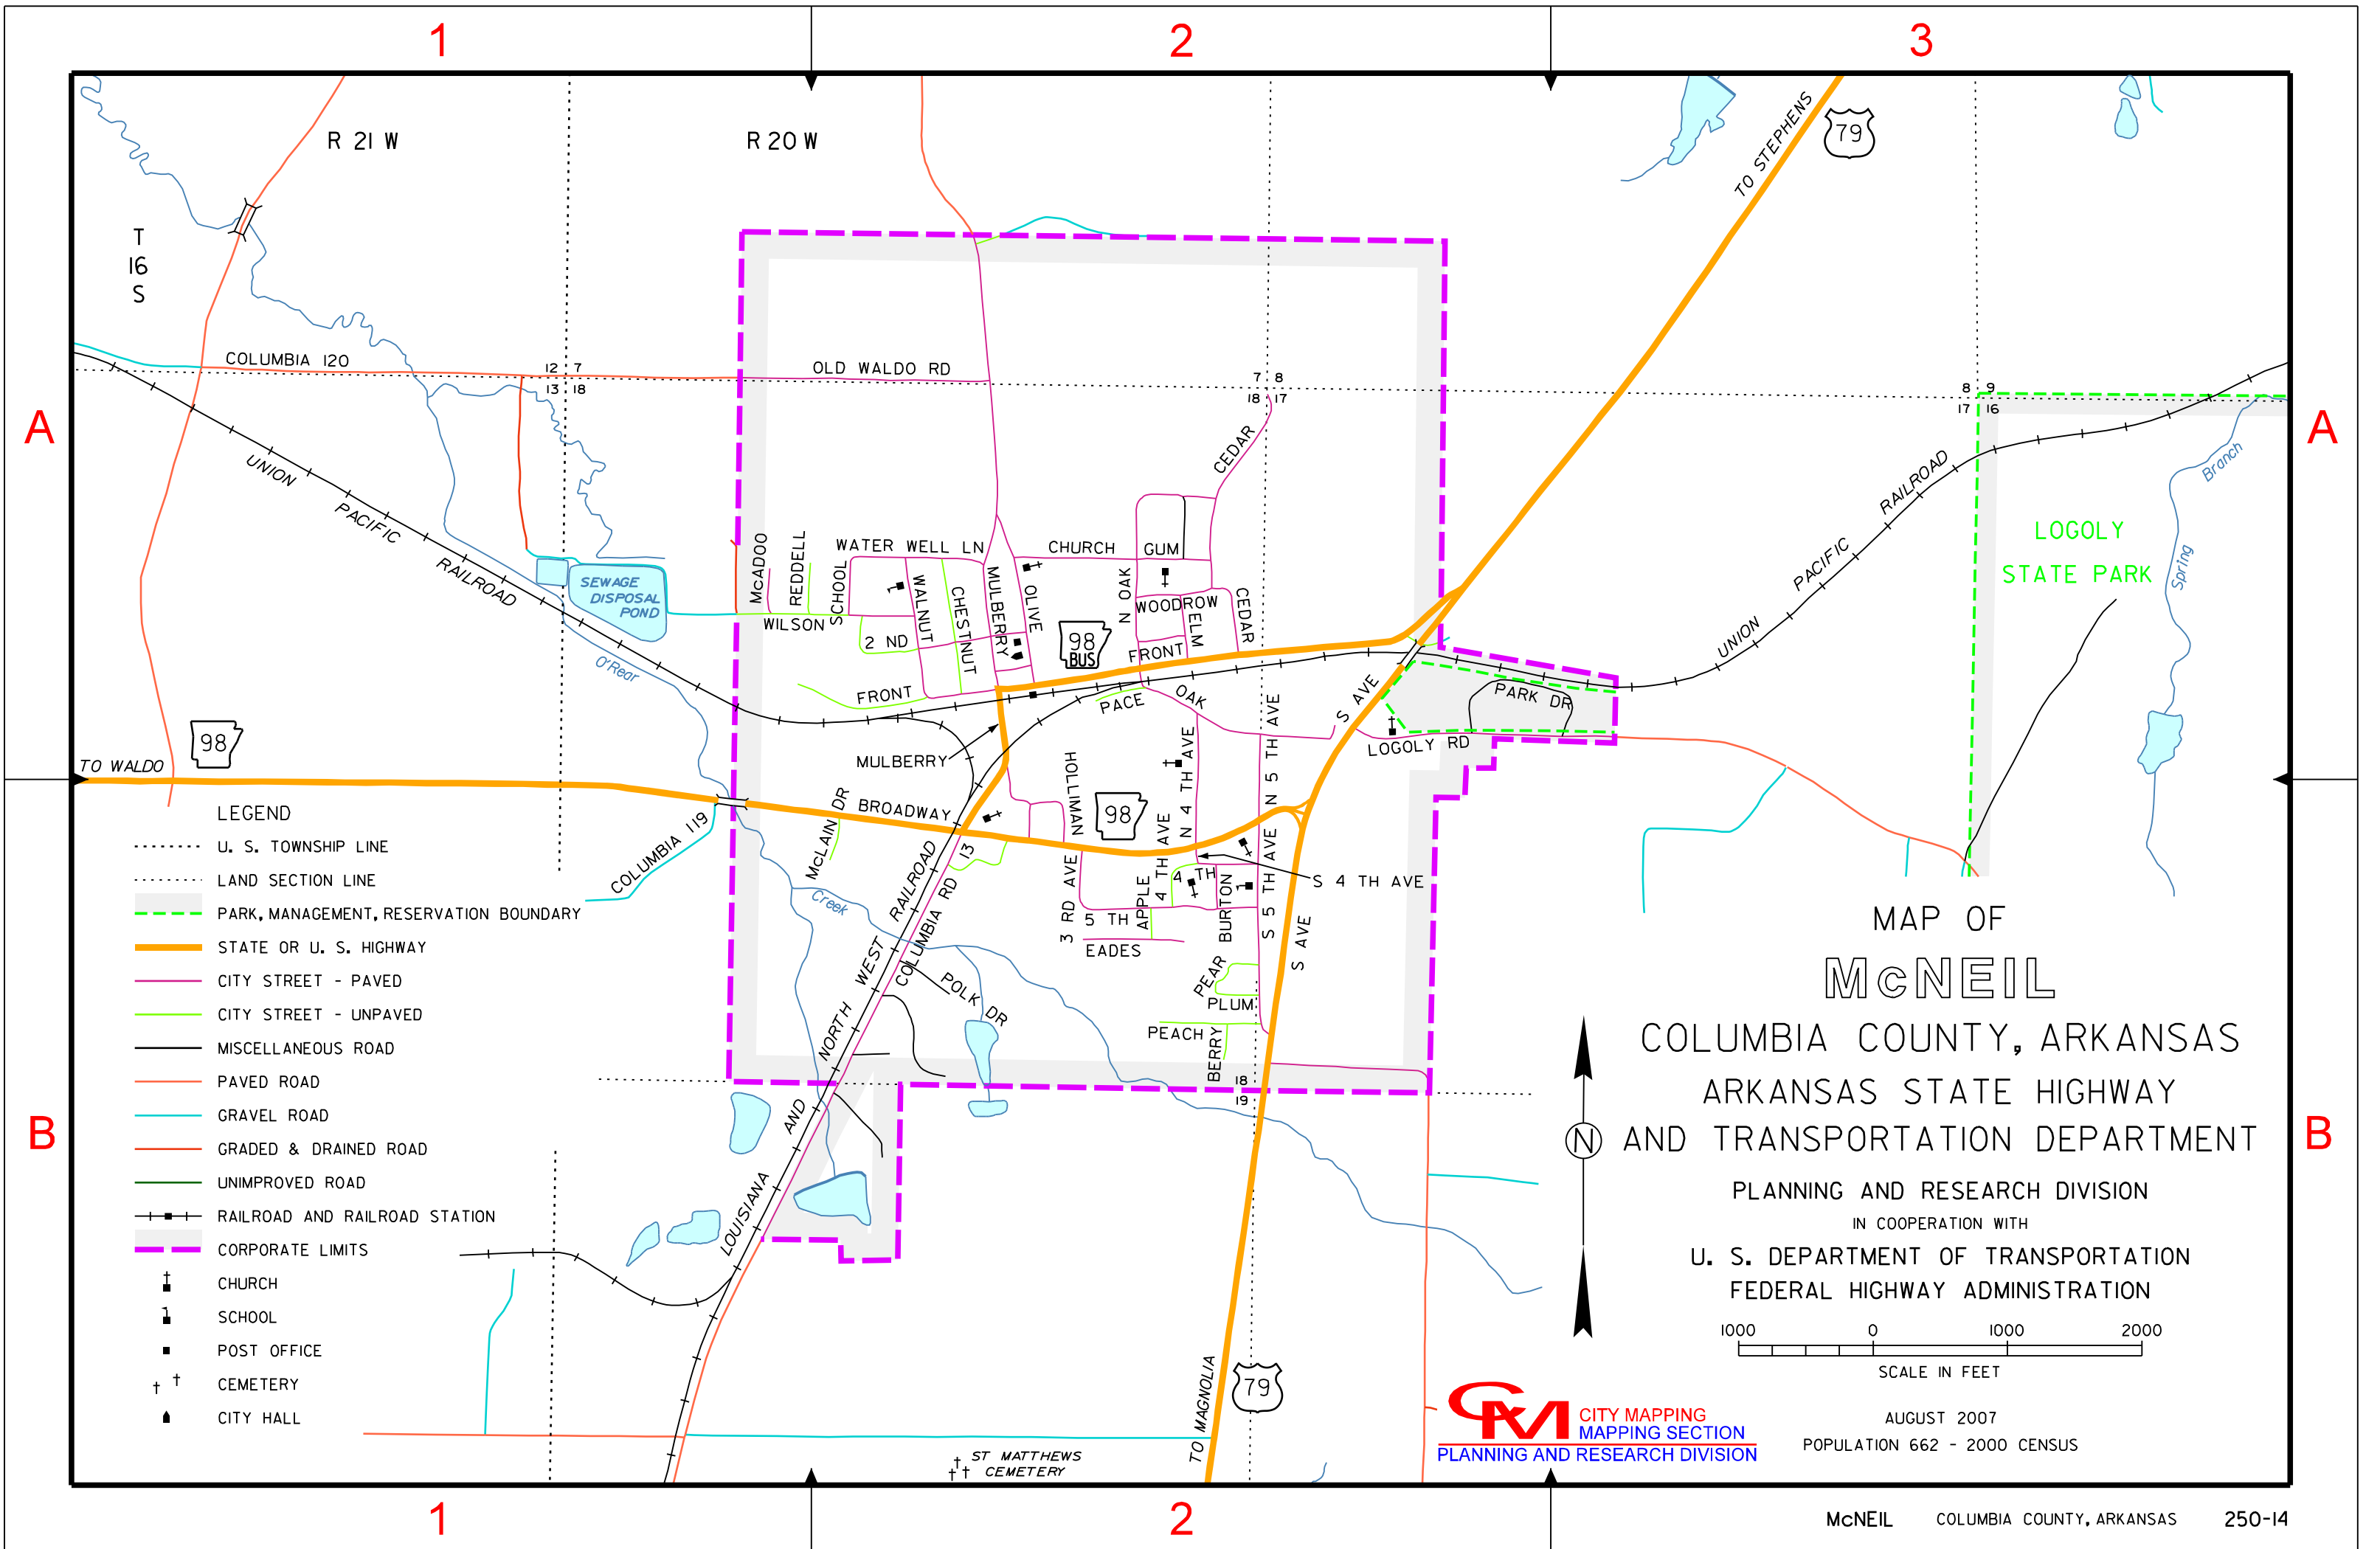 1
2
3
R 21 W
R 20 W
TO STEPHENS
79
T
16
S
COLUMBIA 120
12 7
13 18
OLD WALDO RD
7 8
18 17
8 9
17 16
A
A
CEDAR
UNION
PACIFIC
RAILROAD
UNION
PACIFIC
RAILROAD
Branch
Spring
LOGOLY
STATE PARK
SEWAGE
DISPOSAL
POND
McADOO
REDDELL
SCHOOL
WATER WELL LN
WALNUT
CHESTNUT
MULBERRY
OLIVE
CHURCH
GUM
N OAK
WOODROW
ELM
CEDAR
WILSON
2 ND
98
BUS
FRONT
FRONT
O'Rear
PACE
OAK
S AVE
PARK DR
LOGOLY RD
98
TO WALDO
MULBERRY
HOLLIMAN
N 4 TH AVE
N 5 TH AVE
McLAIN DR
BROADWAY
98
COLUMBIA 119
Creek
LOUISIANA AND NORTH WEST RAILROAD
COLUMBIA RD 13
3 RD AVE
APPLE
4 TH AVE
4 TH
BURTON
S 5 TH AVE
S 4 TH AVE
5 TH
EADES
S AVE
POLK DR
PEAR
PLUM
PEACH
BERRY
18
19
LEGEND
U. S. TOWNSHIP LINE
LAND SECTION LINE
PARK, MANAGEMENT, RESERVATION BOUNDARY
STATE OR U. S. HIGHWAY
CITY STREET - PAVED
CITY STREET - UNPAVED
MISCELLANEOUS ROAD
PAVED ROAD
GRAVEL ROAD
GRADED & DRAINED ROAD
UNIMPROVED ROAD
RAILROAD AND RAILROAD STATION
CORPORATE LIMITS
CHURCH
SCHOOL
POST OFFICE
CEMETERY
CITY HALL
B
B
ST MATTHEWS
CEMETERY
TO MAGNOLIA
79
MAP OF
McNEIL
COLUMBIA COUNTY, ARKANSAS
ARKANSAS STATE HIGHWAY
AND TRANSPORTATION DEPARTMENT
PLANNING AND RESEARCH DIVISION
IN COOPERATION WITH
U. S. DEPARTMENT OF TRANSPORTATION
FEDERAL HIGHWAY ADMINISTRATION
N
1000 0 1000 2000
SCALE IN FEET
AUGUST 2007
POPULATION 662 - 2000 CENSUS
CM
CITY MAPPING
MAPPING SECTION
PLANNING AND RESEARCH DIVISION
1
2
McNEIL COLUMBIA COUNTY, ARKANSAS 250-14